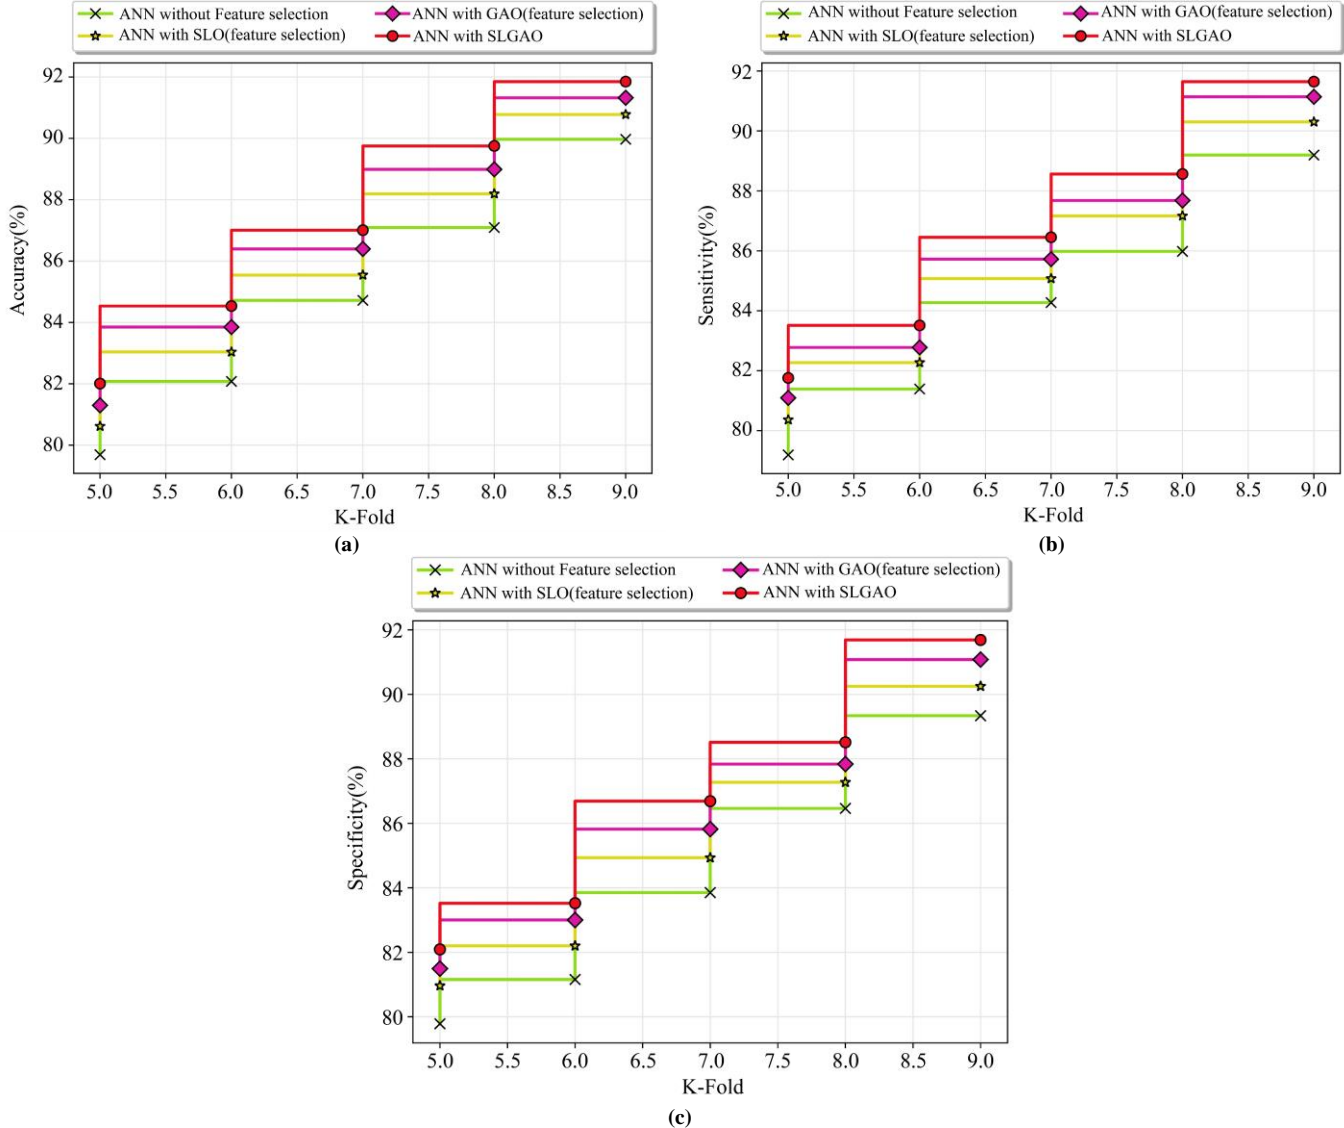 ANN without Feature selection ANN with GAO(feature selection)
ANN with SLO(feature selection) ANN with SLGAO
92
90
88
86
84
82
80
Accuracy(%)
5.0 5.5 6.0 6.5 7.0 7.5 8.0 8.5 9.0
K-Fold
(a)
ANN without Feature selection ANN with GAO(feature selection)
ANN with SLO(feature selection) ANN with SLGAO
92
90
88
86
84
82
80
Sensitivity(%)
5.0 5.5 6.0 6.5 7.0 7.5 8.0 8.5 9.0
K-Fold
(b)
ANN without Feature selection ANN with GAO(feature selection)
ANN with SLO(feature selection) ANN with SLGAO
92
90
88
86
84
82
80
Specificity(%)
5.0 5.5 6.0 6.5 7.0 7.5 8.0 8.5 9.0
K-Fold
(c)